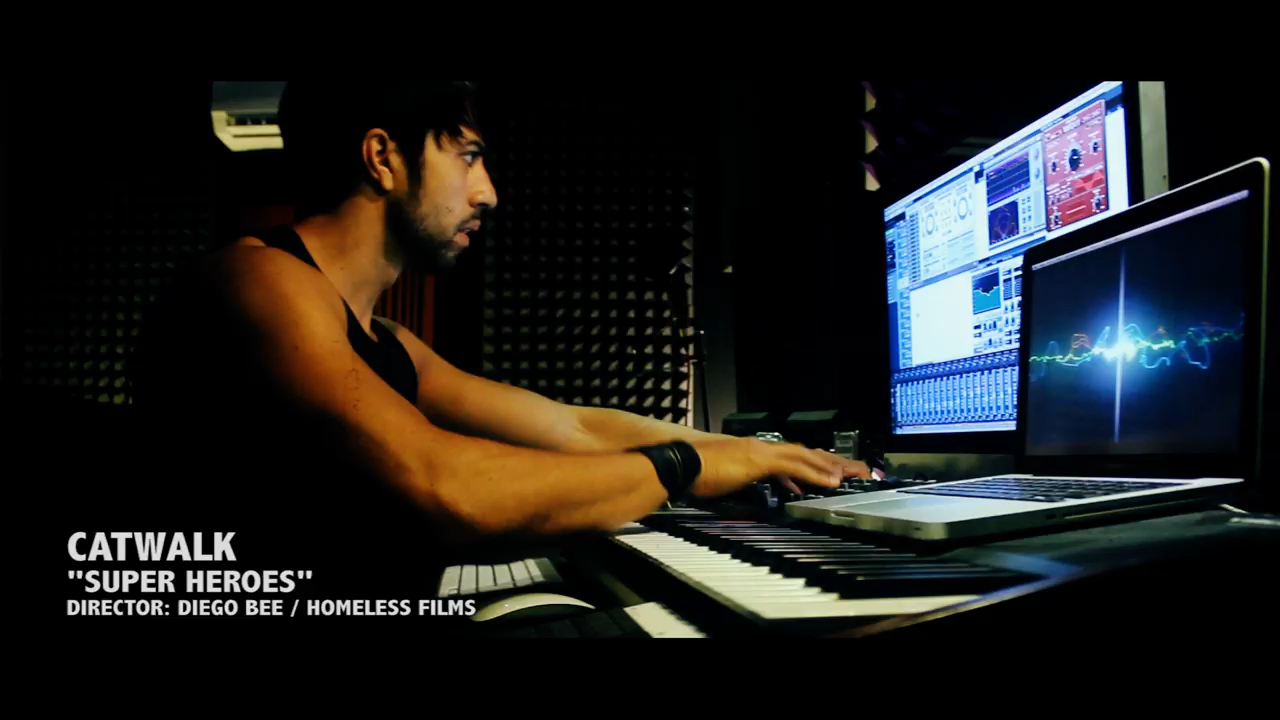 CATWALK
"SUPER HEROES"
DIRECTOR: DIEGO BEE / HOMELESS FILMS